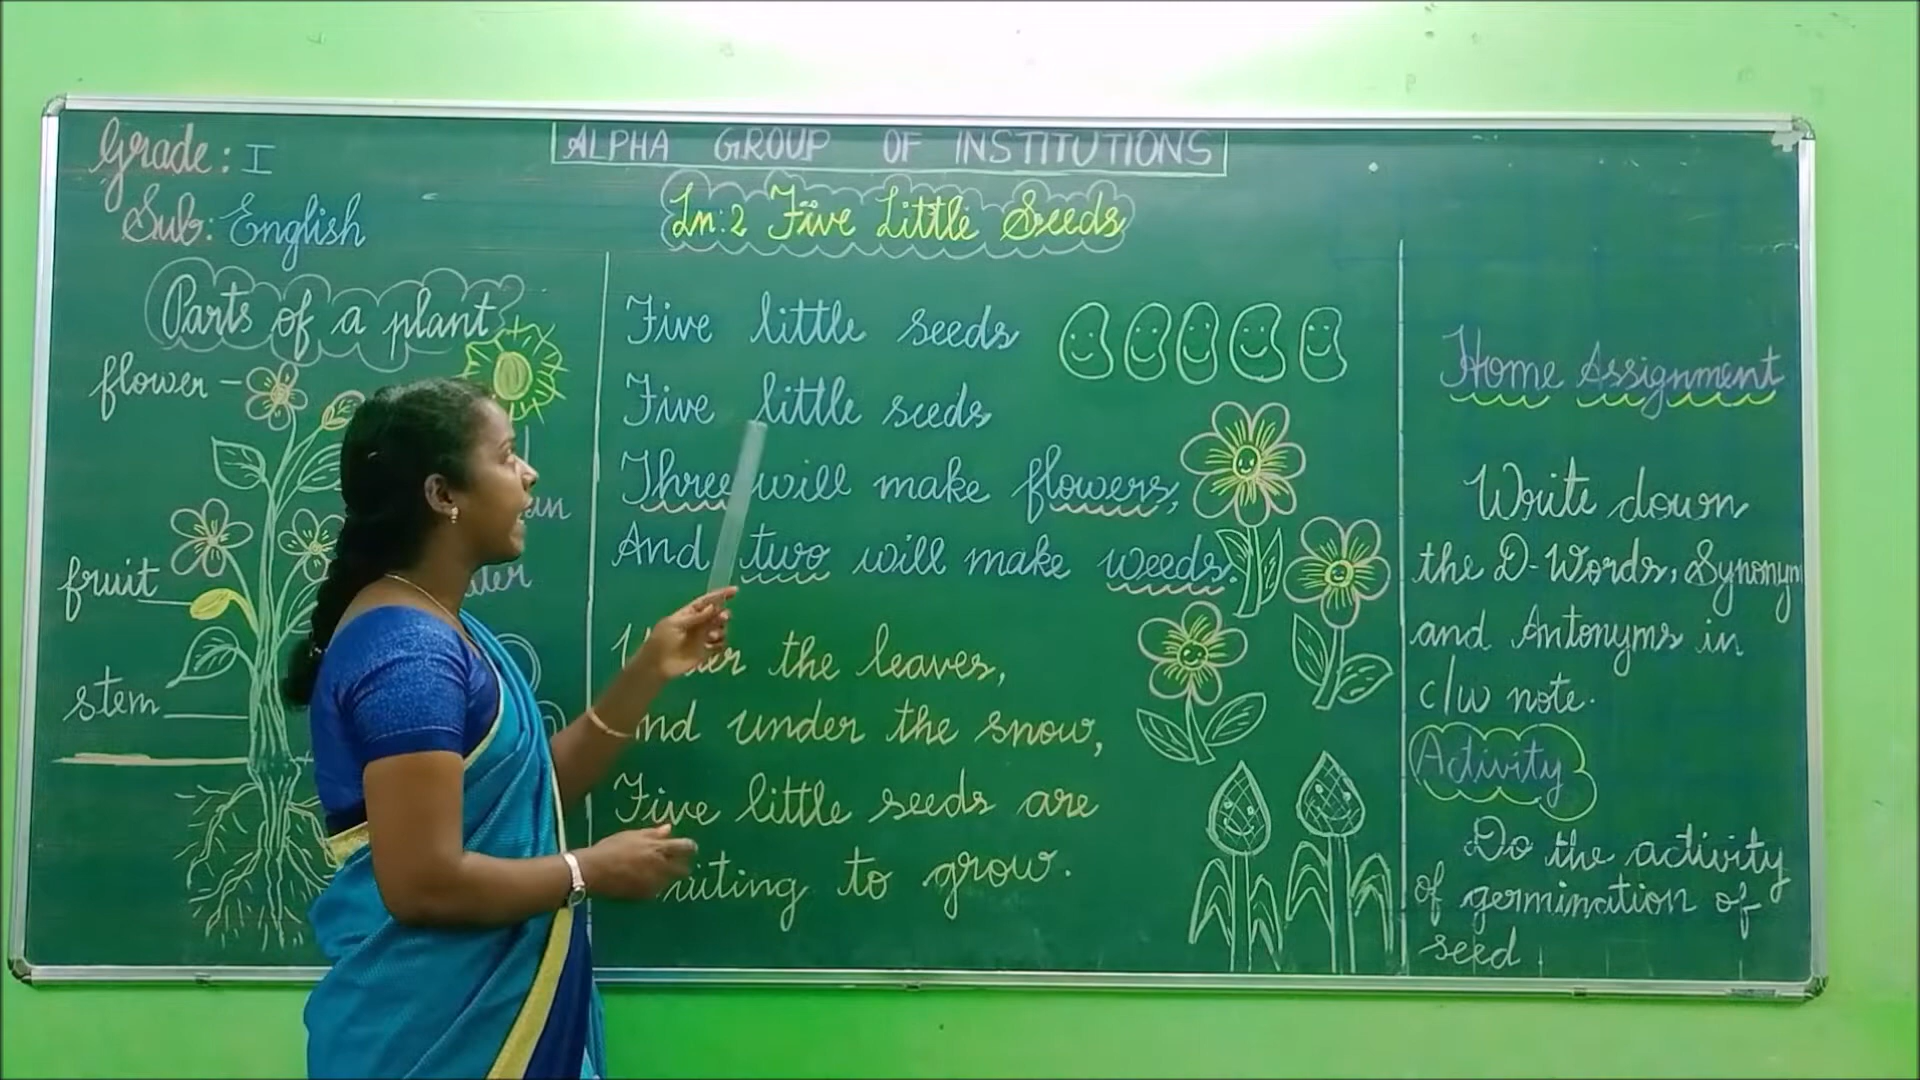 Grade: I
Sub: English
ALPHA GROUP OF INSTITUTIONS
Ln:2 Five Little Seeds
Parts of a plant
flower
fruit
stem
Five little seeds
Five little seeds
Three will make flowers,
And two will make weeds.
the leaves,
under the snow,
Five little seeds are
to grow.
Home Assignment
Write down
the D-Words, Synonym
and Antonyms in
c/w note.
Activity
Do the activity
of germination of
seed.